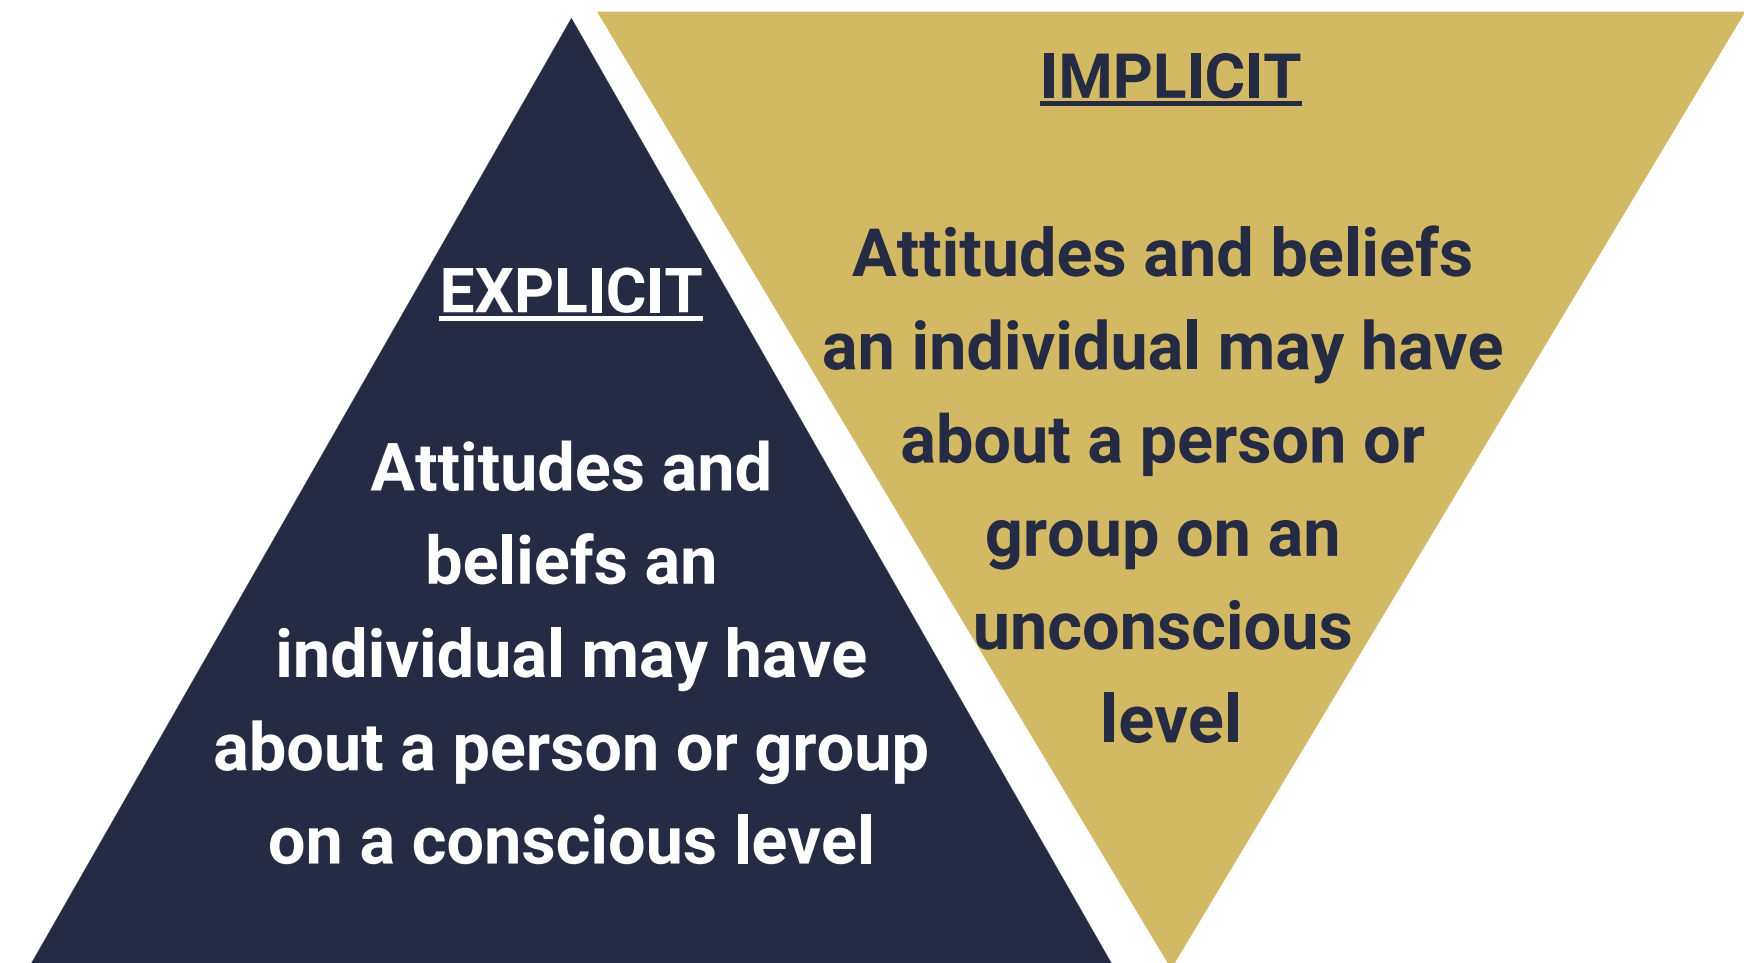 EXPLICIT
Attitudes and
beliefs an
individual may have
about a person or group
on a conscious level
IMPLICIT
Attitudes and beliefs
an individual may have
about a person or
group on an
unconscious
level